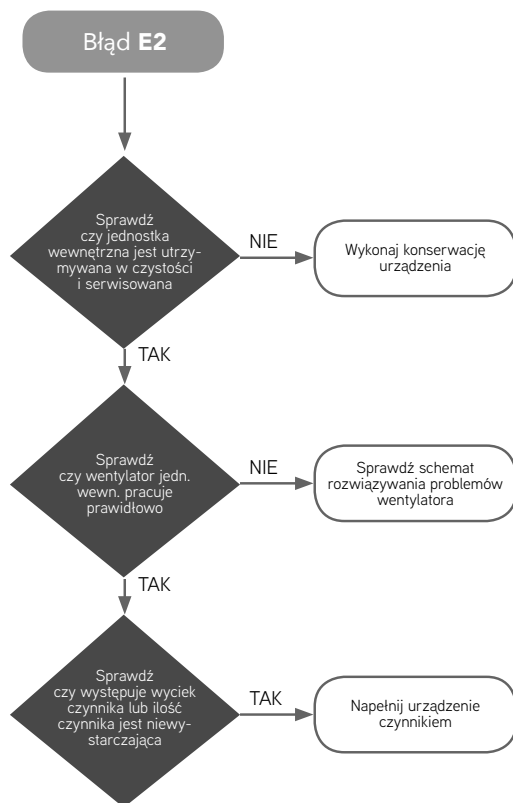 Błąd E2
Sprawdź
czy jednostka
wewnętrzna jest utrzy-
mywana w czystości
i serwisowana
NIE
Wykonaj konserwację
urządzenia
TAK
Sprawdź
czy wentylator jedn.
wewn. pracuje
prawidłowo
NIE
Sprawdź schemat
rozwiązywania problemów
wentylatora
TAK
Sprawdź
czy występuje wyciek
czynnika lub ilość
czynnika jest niewy-
starczająca
TAK
Napełnij urządzenie
czynnikiem